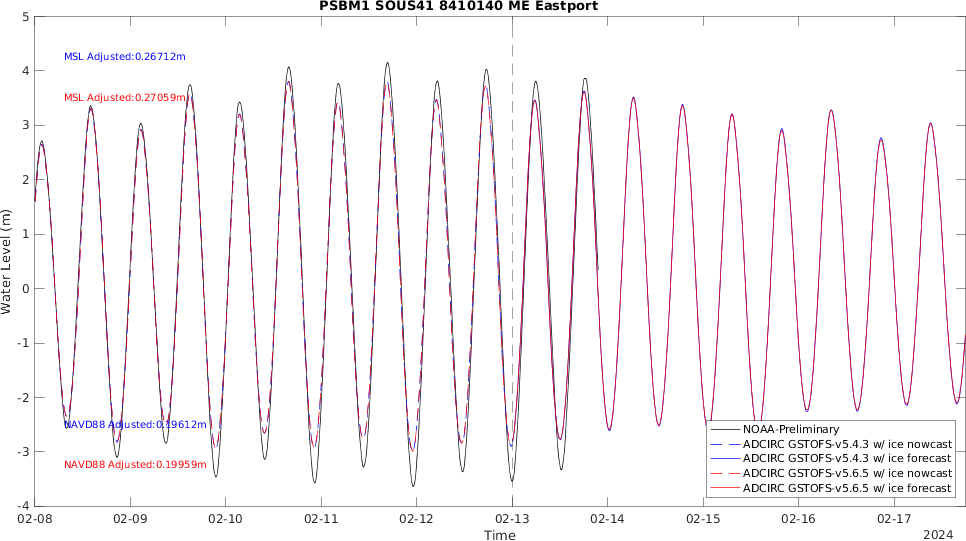 PSBM1 SOUS41 8410140 ME Eastport
5
4
3
2
1
0
-1
-2
-3
-4
Water Level (m)
MSL Adjusted:0.26712m
MSL Adjusted:0.27059m
NAVD88 Adjusted:0.19612m
NAVD88 Adjusted:0.19959m
NOAA-Preliminary
ADCIRC GSTOFS-v5.4.3 w/ ice nowcast
ADCIRC GSTOFS-v5.4.3 w/ ice forecast
ADCIRC GSTOFS-v5.6.5 w/ ice nowcast
ADCIRC GSTOFS-v5.6.5 w/ ice forecast
02-08 02-09 02-10 02-11 02-12 02-13 02-14 02-15 02-16 02-17
Time
2024